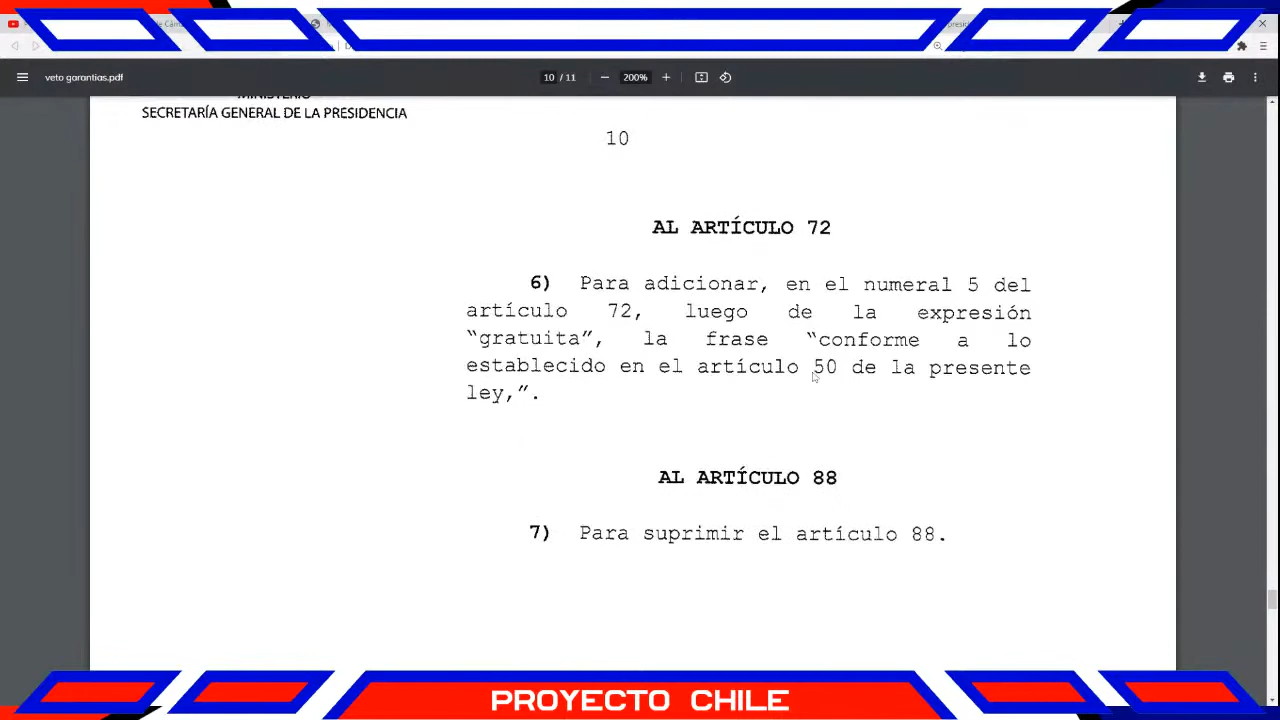 veto garantias.pdf
10 / 11
200%
SECRETARÍA GENERAL DE LA PRESIDENCIA
10
AL ARTÍCULO 72
6) Para adicionar, en el numeral 5 del
artículo 72, luego de la expresión
“gratuita”, la frase “conforme a lo
establecido en el artículo 50 de la presente
ley,”.
AL ARTÍCULO 88
7) Para suprimir el artículo 88.
PROYECTO CHILE